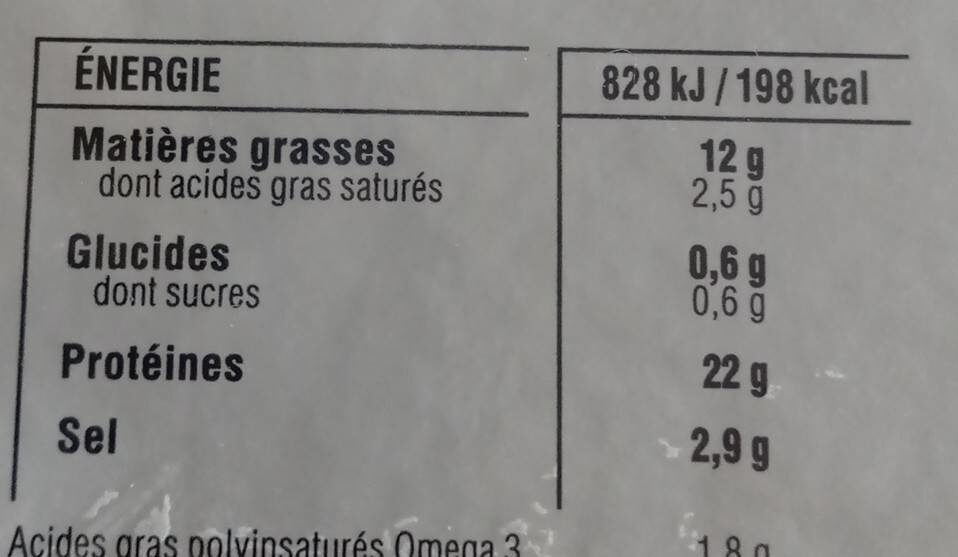 ÉNERGIE 828 kJ / 198 kcal
Matières grasses 12 g
dont acides gras saturés 2,5 g
Glucides 0,6 g
dont sucres 0,6 g
Protéines 22 g
Sel 2,9 g
Acides gras polyinsaturés Omega 3 1,8 g